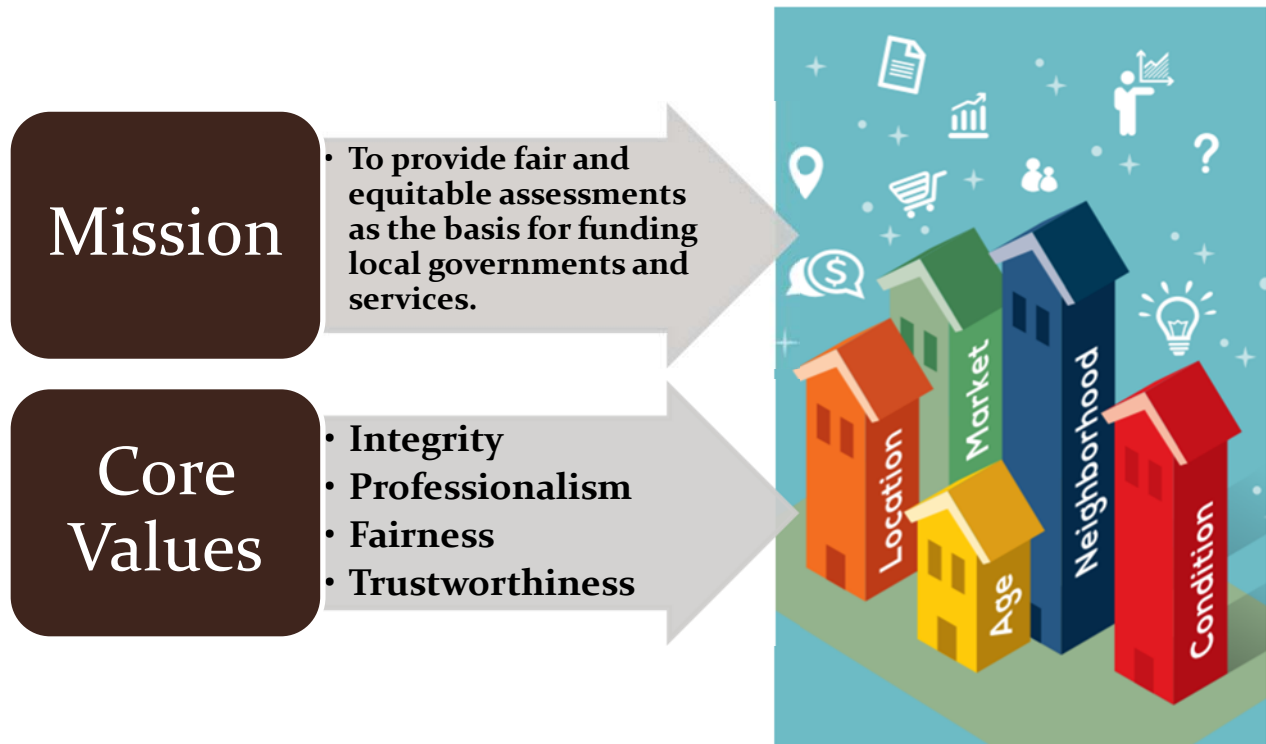 Mission
• To provide fair and
equitable assessments
as the basis for funding
local governments and
services.
Core
Values
• Integrity
• Professionalism
• Fairness
• Trustworthiness
?
$
Location
Market
Neighborhood
Age
Condition